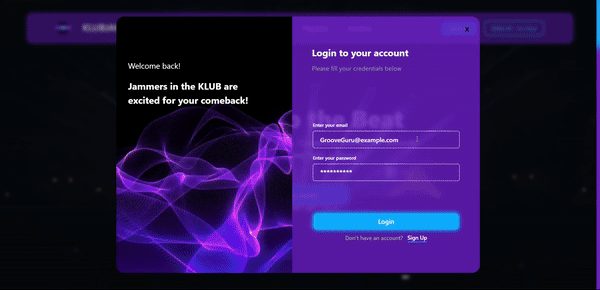 Welcome back!
Jammers in the KLUB are
excited for your comeback!
X
Login to your account
Please fill your credentials below
Enter your email
GrooveGuru@example.com
Enter your password
**********
Login
Don't have an account? Sign Up